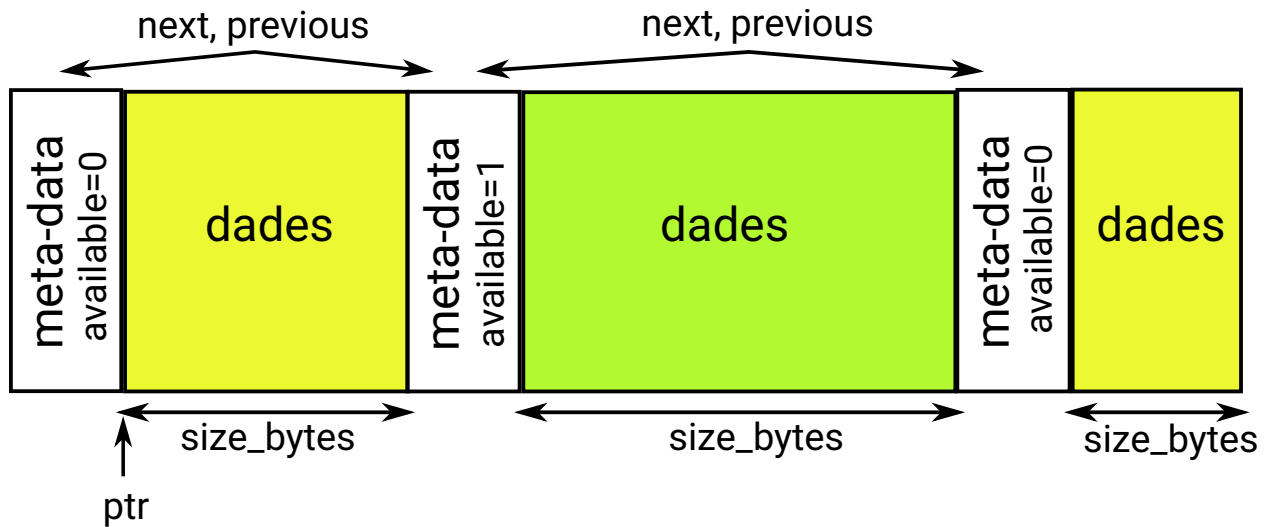 next, previous
next, previous
meta-data
available=0
dades
meta-data
available=1
dades
meta-data
available=0
dades
size_bytes
size_bytes
size_bytes
ptr